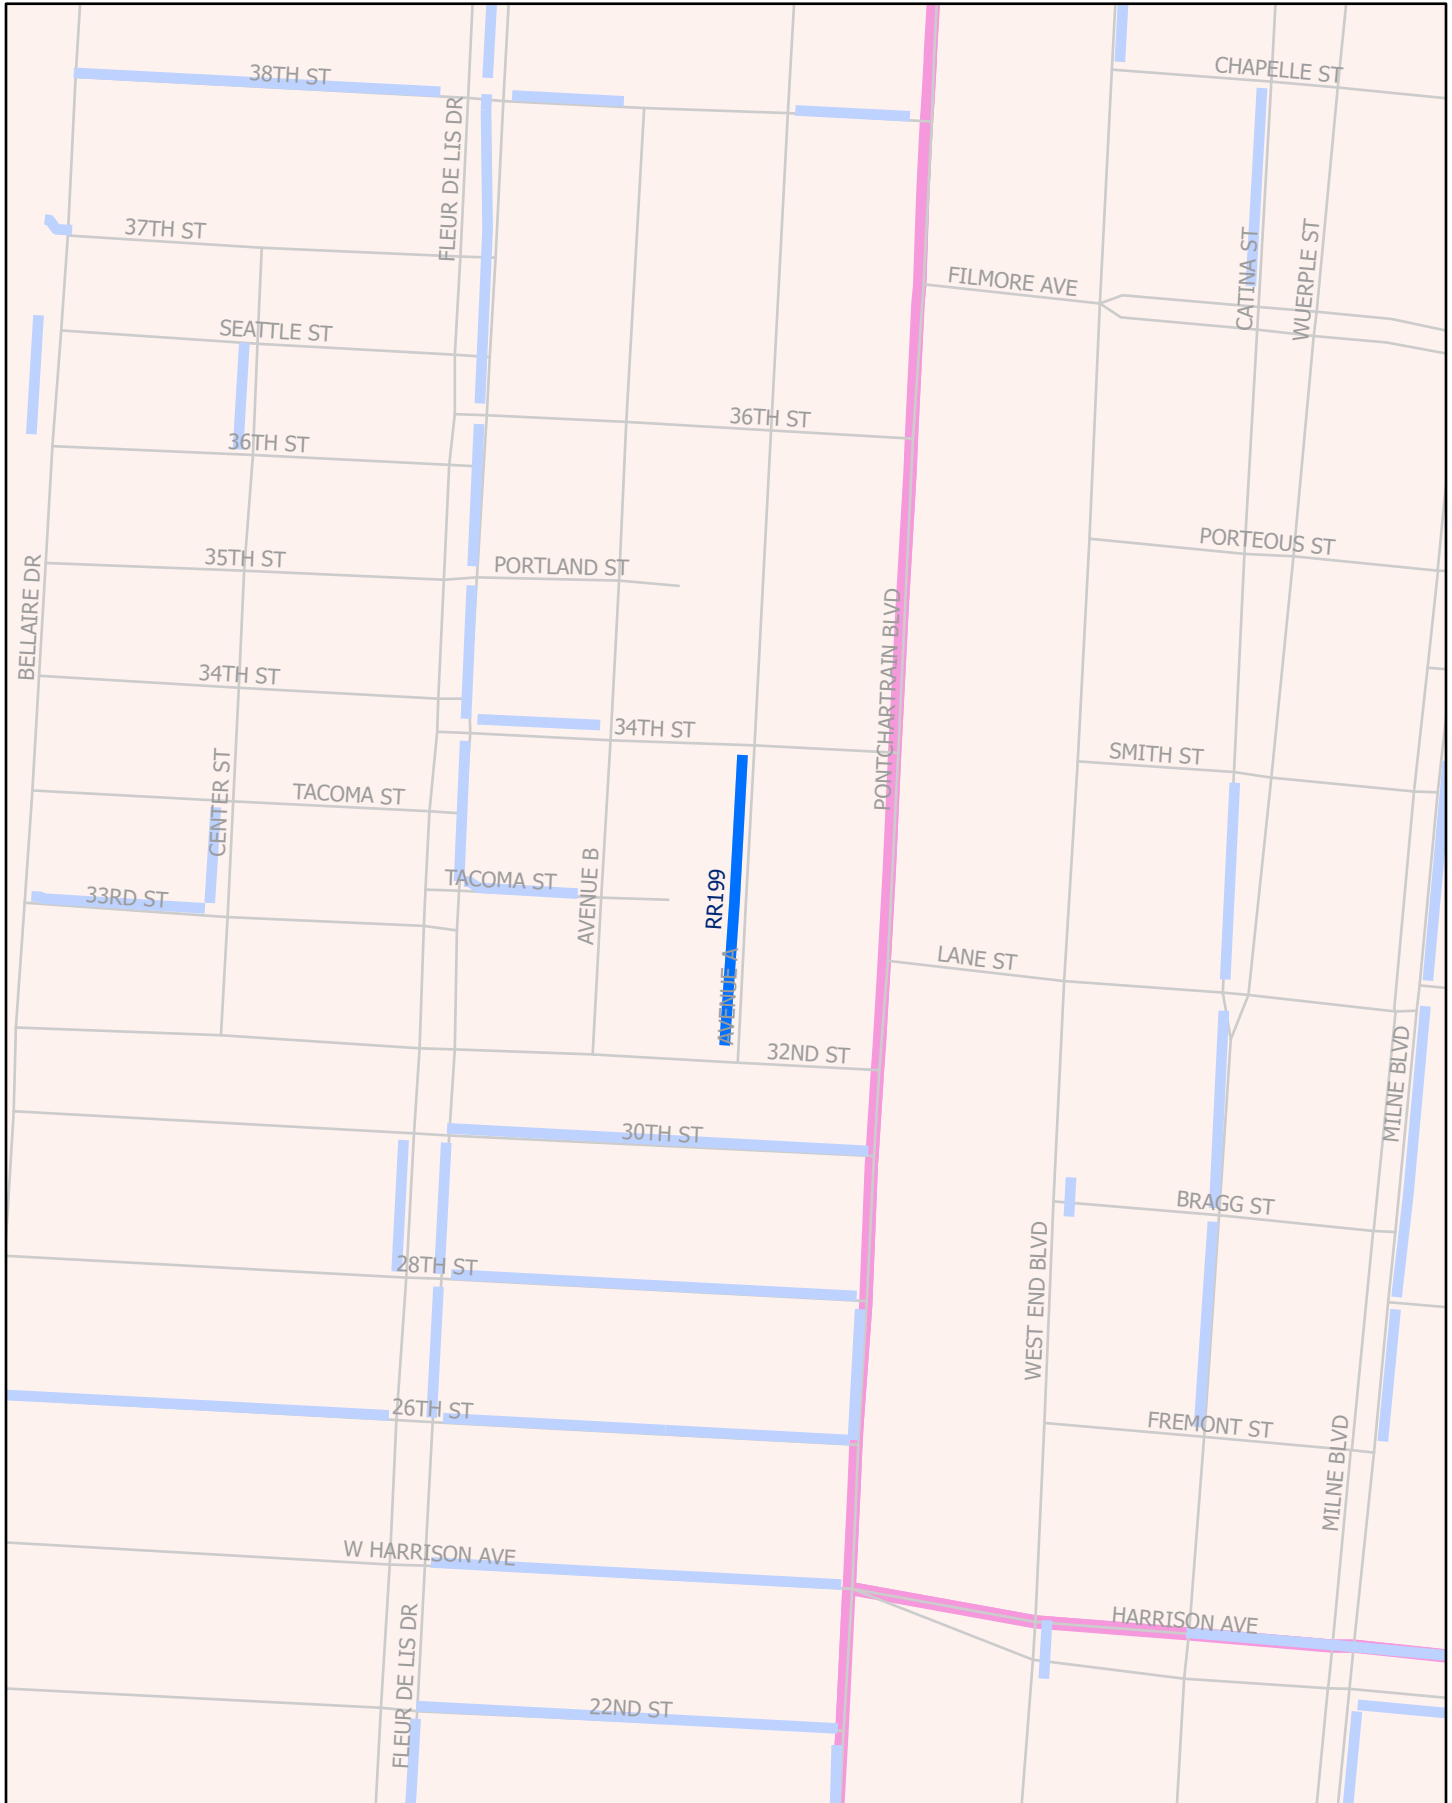 38TH ST
CHAPELLE ST
FLEUR DE LIS DR
37TH ST
CATINA ST
WUERPLE ST
FILMORE AVE
SEATTLE ST
36TH ST
36TH ST
PORTEOUS ST
35TH ST
PORTLAND ST
BELLAIRE DR
PONTCHARTRAIN BLVD
34TH ST
34TH ST
SMITH ST
CENTER ST
TACOMA ST
TACOMA ST
AVENUE B
RR199
33RD ST
AVENUE A
LANE ST
32ND ST
MILNE BLVD
30TH ST
BRAGG ST
WEST END BLVD
28TH ST
26TH ST
FREMONT ST
MILNE BLVD
W HARRISON AVE
HARRISON AVE
FLEUR DE LIS DR
22ND ST